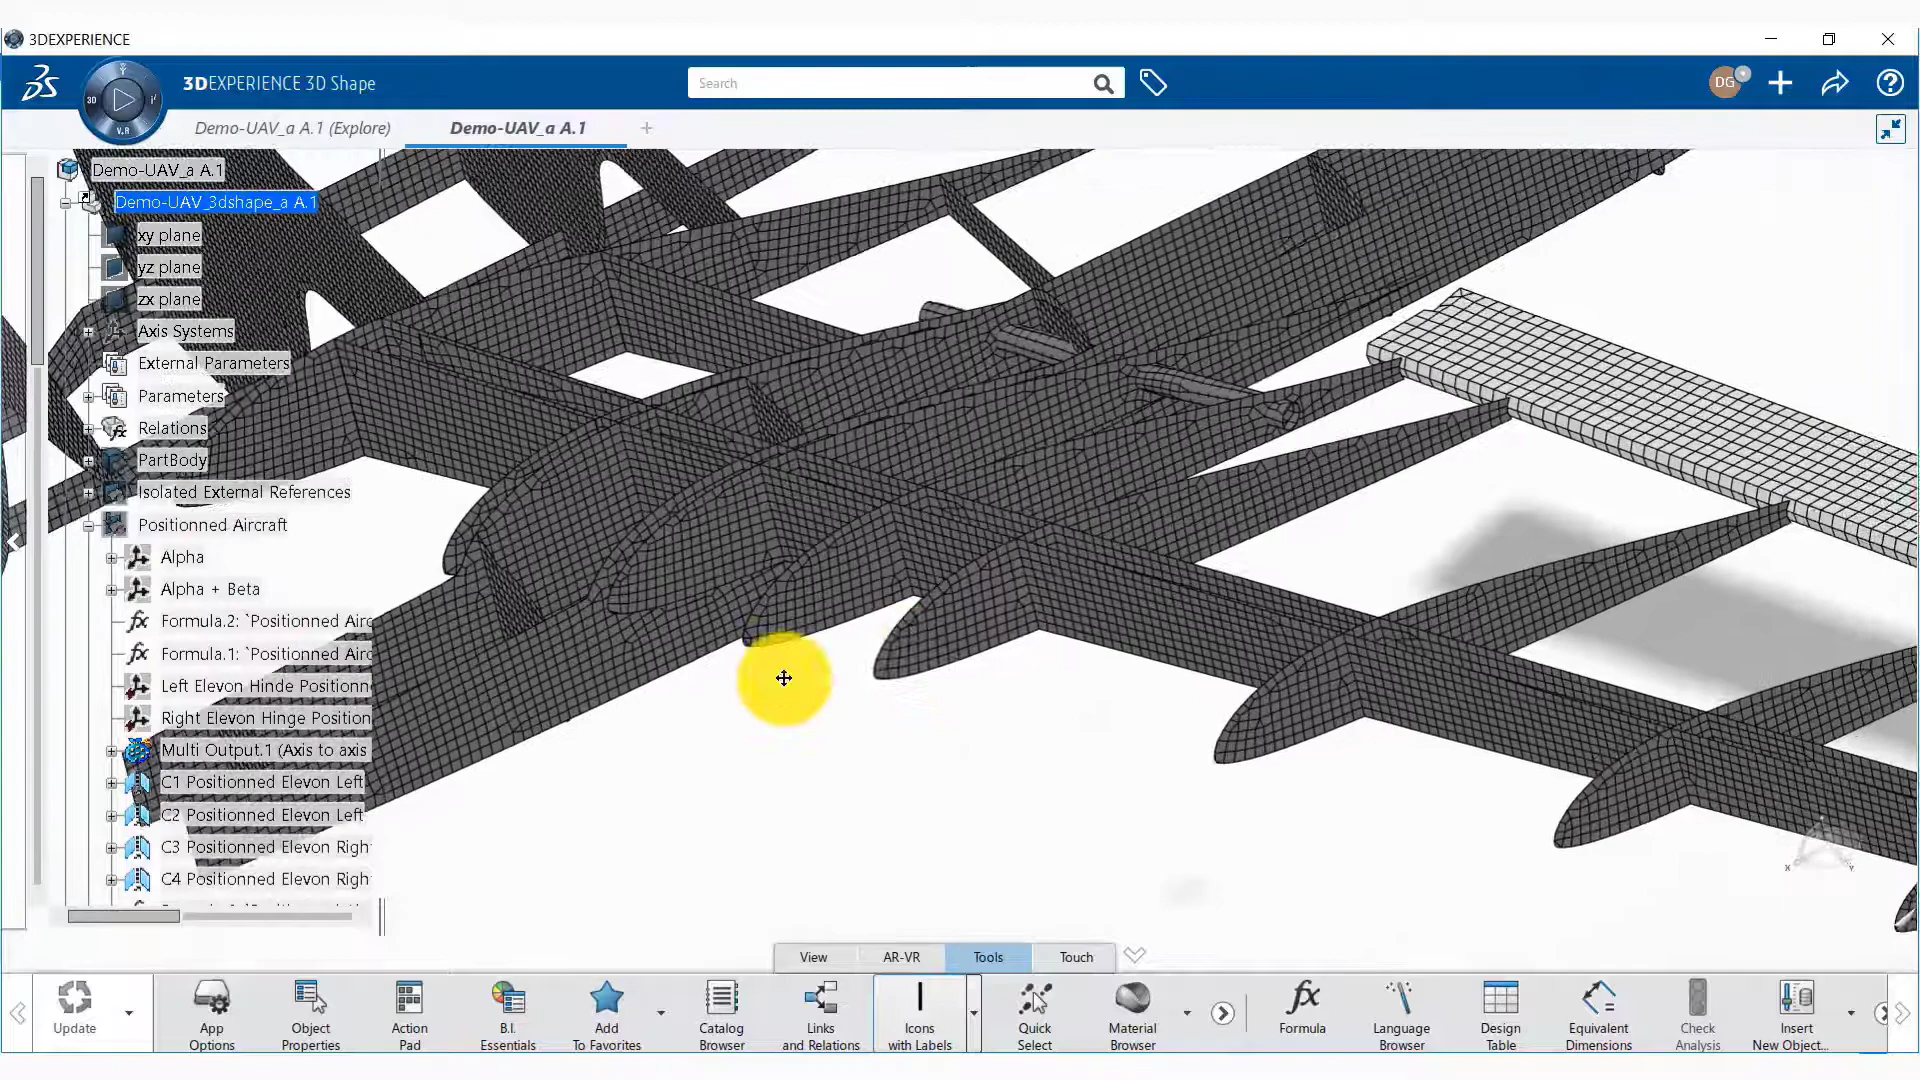 3DEXPERIENCE
3DEXPERIENCE 3D Shape
Search
DG
3D
V.R
Demo-UAV_a A.1 (Explore)
Demo-UAV_a A.1
Demo-UAV_a A.1
Demo-UAV_3dshape_a A.1
xy plane
yz plane
zx plane
Axis Systems
External Parameters
Parameters
Relations
PartBody
Isolated External References
Positionned Aircraft
Alpha
Alpha + Beta
Formula.2: `Positionned Airc
Formula.1: `Positionned Airc
Left Elevon Hinde Positionn
Right Elevon Hinge Position
Multi Output.1 (Axis to axis
C1 Positionned Elevon Left
C2 Positionned Elevon Left
C3 Positionned Elevon Righ
C4 Positionned Elevon Righ
X
Y
View
AR-VR
Tools
Touch
Update
App Options
Object Properties
Action Pad
B.I. Essentials
Add To Favorites
Catalog Browser
Links and Relations
Icons with Labels
Quick Select
Material Browser
Formula
Language Browser
Design Table
Equivalent Dimensions
Check Analysis
Insert New Object...